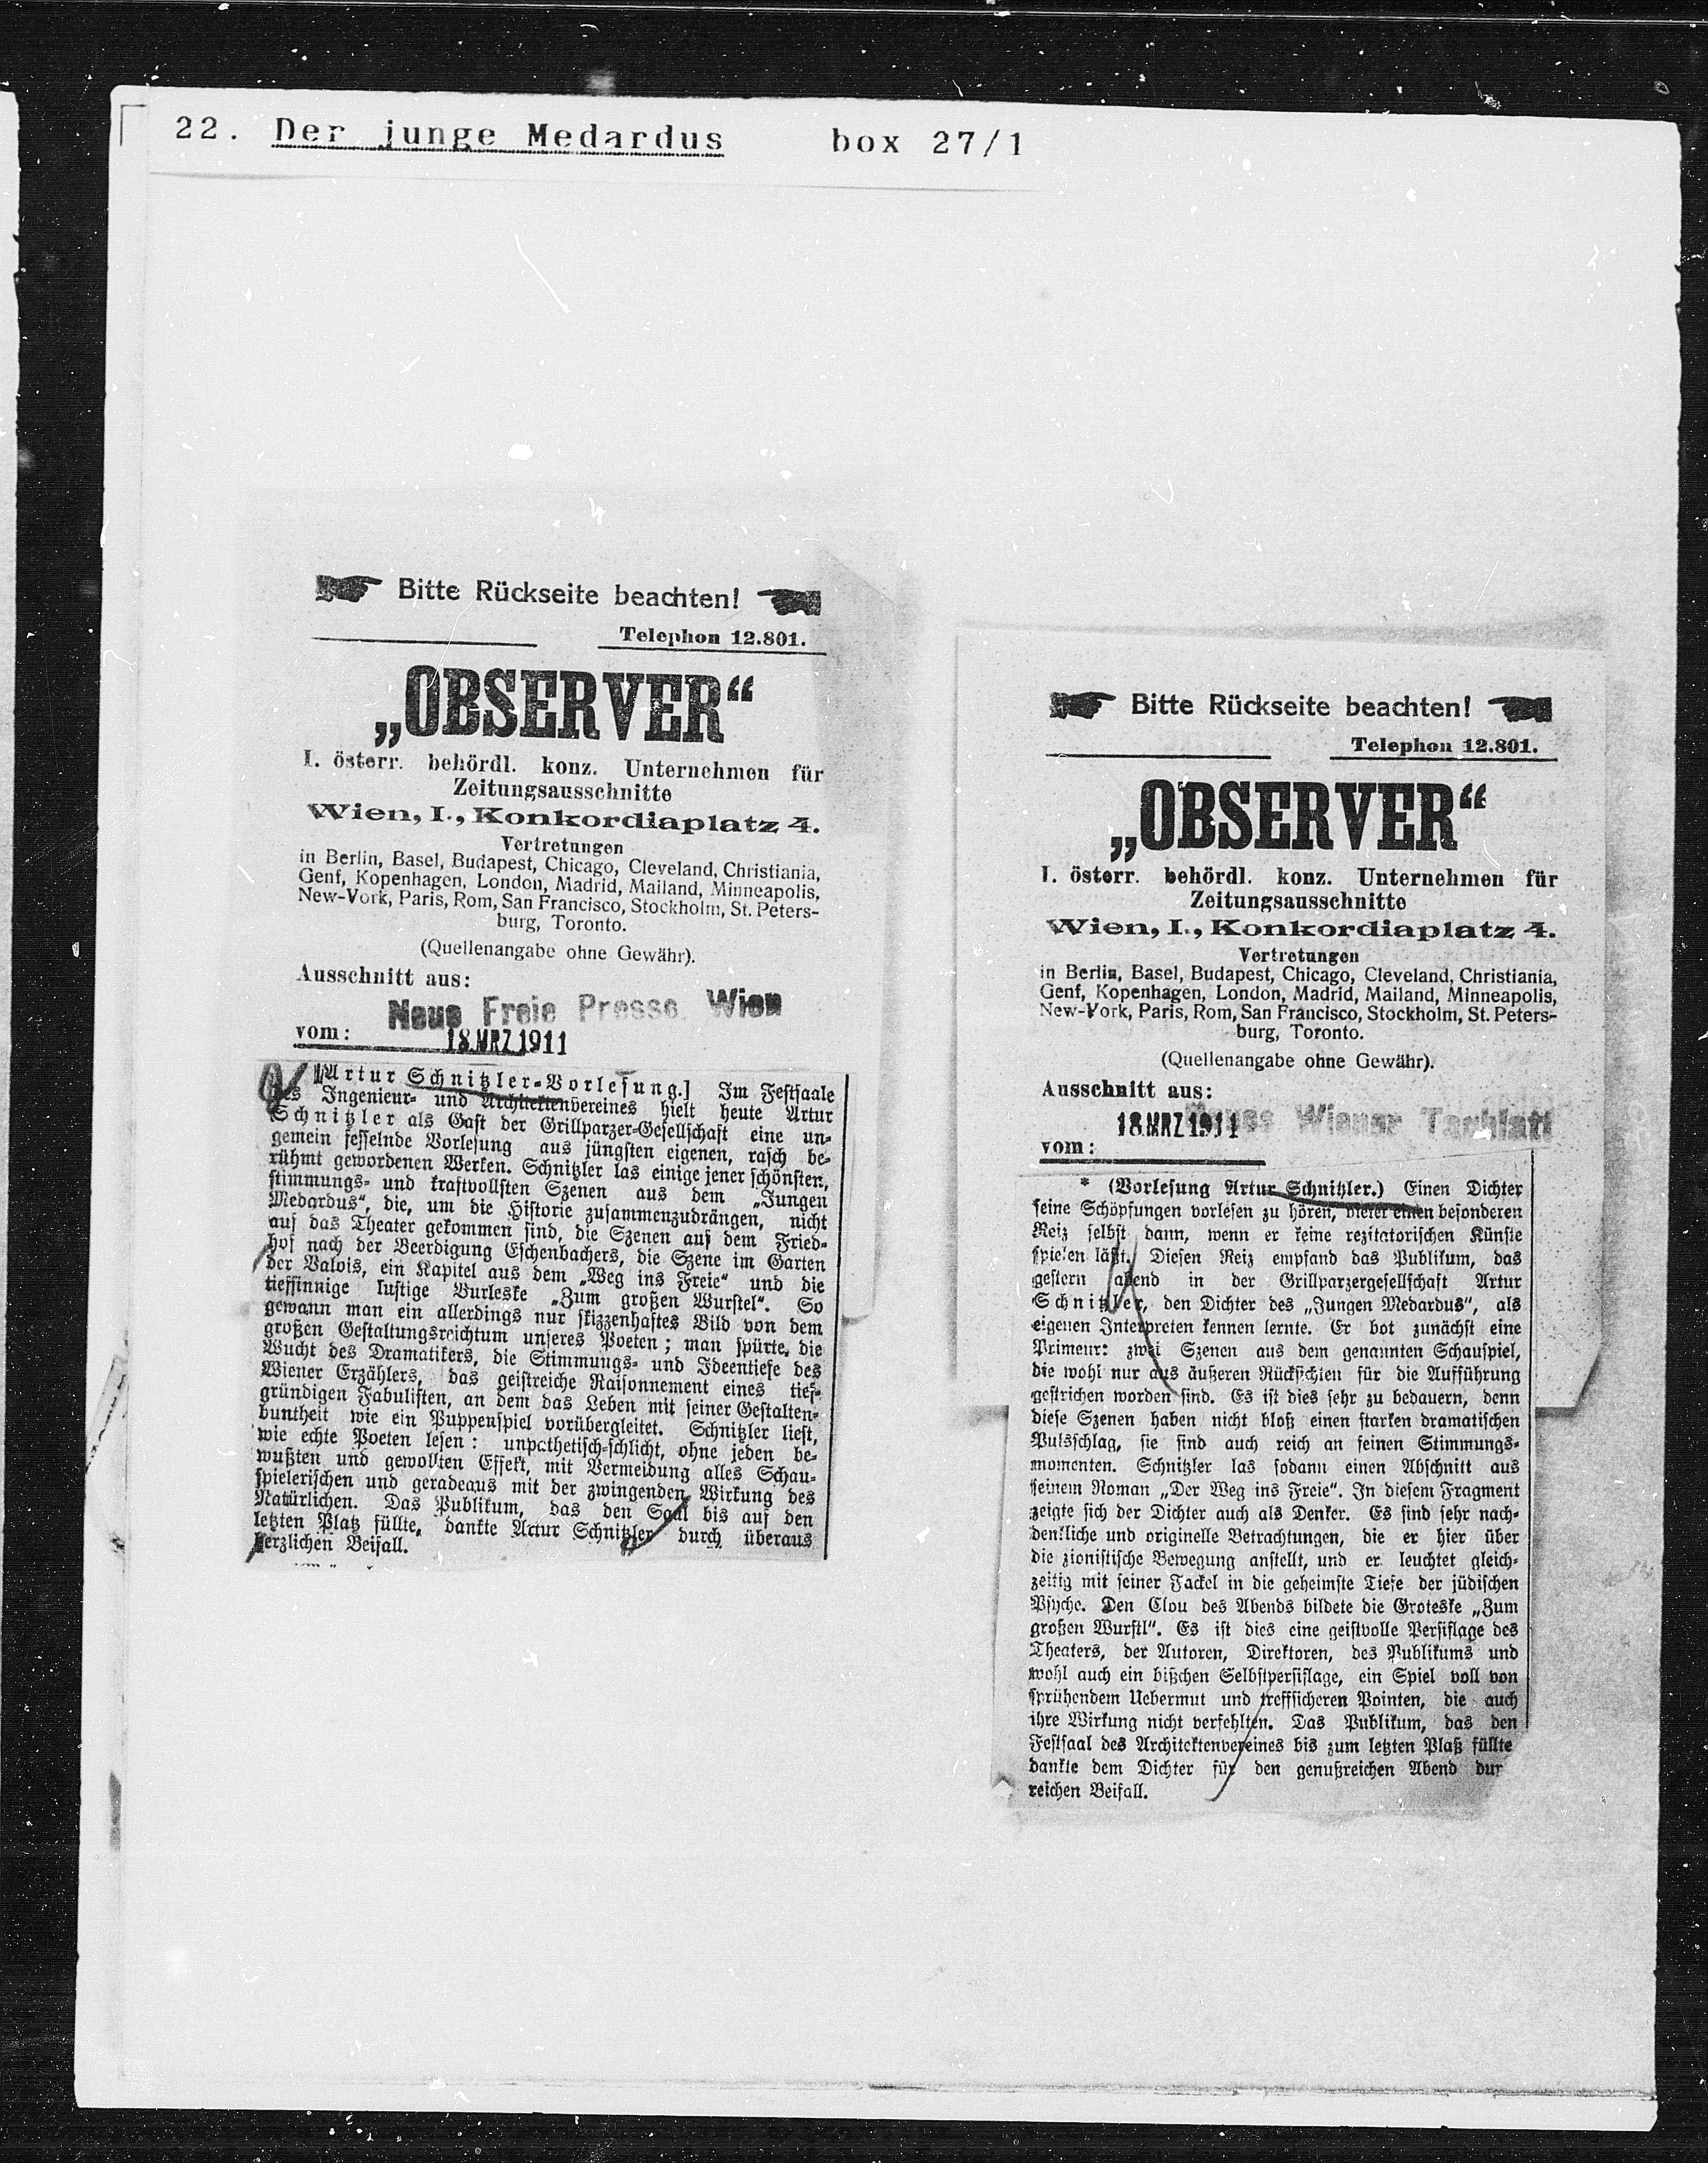 22. Der junge Medardus box 27/1
Bitte Rückseite beachten!
Telephon 12.801.
„OBSERVER“
I. österr. behördl. konz. Unternehmen für
Zeitungsausschnitte
Wien, I., Konkordiaplatz 4.
Vertretungen
in Berlin, Basel, Budapest, Chicago, Cleveland, Christiania,
Genf, Kopenhagen, London, Madrid, Mailand, Minneapolis,
New-York, Paris, Rom, San Francisco, Stockholm, St. Peters-
burg, Toronto.
(Quellenangabe ohne Gewähr).
Ausschnitt aus:
Neue Freie Presse Wien
vom: 18. MRZ 1911
[Artur Schnitzler-Vorlesung.] Im Festsaale
des Ingenieur- und Architektenvereines hielt heute Artur
Schnitzler als Gast der Grillparzer-Gesellschaft eine un-
gemein fesselnde Vorlesung aus jüngsten eigenen, rasch be-
rühmt gewordenen Werken. Schnitzler las einige jener schönsten,
stimmungs- und kraftvollsten Szenen aus dem „Jungen
Medardus“, die, um die Historie zusammenzudrängen, nicht
auf das Theater gekommen sind, die Szenen auf dem Fried-
hof nach der Beerdigung Eschenbachers, die Szene im Garten
der Valois, ein Kapitel aus dem „Weg ins Freie“ und die
tiefsinnige lustige Burleske „Zum großen Wurstel“. So
gewann man ein allerdings nur skizzenhaftes Bild von dem
großen Gestaltungsreichtum unseres Poeten; man spürte die
Wucht des Dramatikers, die Stimmungs- und Ideentiefe des
Wiener Erzählers, das geistreiche Raisonnement eines tief-
gründigen Fabulisten, an dem das Leben mit seiner Gestalten-
buntheit wie ein Puppenspiel vorübergleitet. Schnitzler liest,
wie echte Poeten lesen: unpathetisch-schlicht, ohne jeden be-
wußten und gewollten Effekt, mit Vermeidung alles Schau-
spielerischen und geradeaus mit der zwingenden Wirkung des
Natürlichen. Das Publikum, das den Saal bis auf den
letzten Platz füllte, dankte Artur Schnitzler durch überaus
herzlichen Beifall.
Bitte Rückseite beachten!
Telephon 12.801.
„OBSERVER“
I. österr. behördl. konz. Unternehmen für
Zeitungsausschnitte
Wien, I., Konkordiaplatz 4.
Vertretungen
in Berlin, Basel, Budapest, Chicago, Cleveland, Christiania,
Genf, Kopenhagen, London, Madrid, Mailand, Minneapolis,
New-York, Paris, Rom, San Francisco, Stockholm, St. Peters-
burg, Toronto.
(Quellenangabe ohne Gewähr).
Ausschnitt aus:
18. MRZ 1911 Neues Wiener Tagblatt
vom:
* (Vorlesung Artur Schnitzler.) Einen Dichter
seine Schöpfungen vorlesen zu hören, bietet einen besonderen
Reiz selbst dann, wenn er keine rezitatorischen Künste
spielen läßt. Diesen Reiz empfand das Publikum, das
gestern abend in der Grillparzergesellschaft Artur
Schnitzler, den Dichter des „Jungen Medardus“, als
eigenen Interpreten kennen lernte. Er bot zunächst eine
Primeur: zwei Szenen aus dem genannten Schauspiel,
die wohl nur aus äußeren Rücksichten für die Aufführung
gestrichen worden sind. Es ist dies sehr zu bedauern, denn
diese Szenen haben nicht bloß einen starken dramatischen
Pulsschlag, sie sind auch reich an feinen Stimmungs-
momenten. Schnitzler las sodann einen Abschnitt aus
seinem Roman „Der Weg ins Freie“. In diesem Fragment
zeigte sich der Dichter auch als Denker. Es sind sehr nach-
denkliche und originelle Betrachtungen, die er hier über
die zionistische Bewegung anstellt, und er leuchtet gleich-
zeitig mit seiner Fackel in die geheimste Tiefe der jüdischen
Psyche. Den Clou des Abends bildete die Groteske „Zum
großen Wurstl“. Es ist dies eine geistvolle Persiflage des
Theaters, der Autoren, Direktoren, des Publikums und
wohl auch ein bißchen Selbstpersiflage, ein Spiel voll von
sprühendem Uebermut und treffsicheren Pointen, die auch
ihre Wirkung nicht verfehlten. Das Publikum, das den
Festsaal des Architektenvereines bis zum letzten Platz füllte
dankte dem Dichter für den genußreichen Abend dur
reichen Beifall.